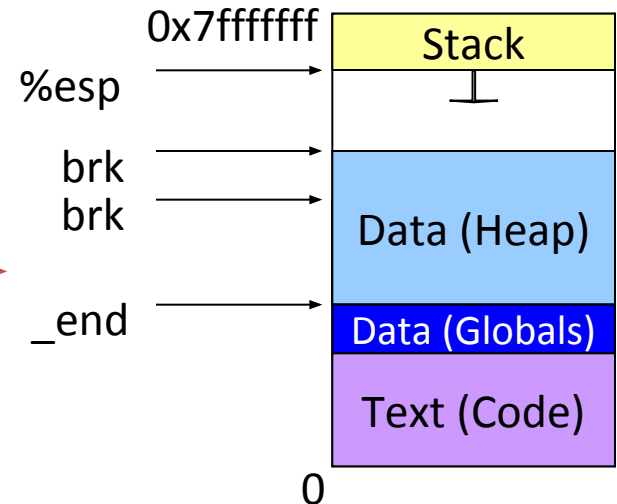 0x7fffffff
Stack
%esp
brk
brk
Data (Heap)
_end
Data (Globals)
Text (Code)
0